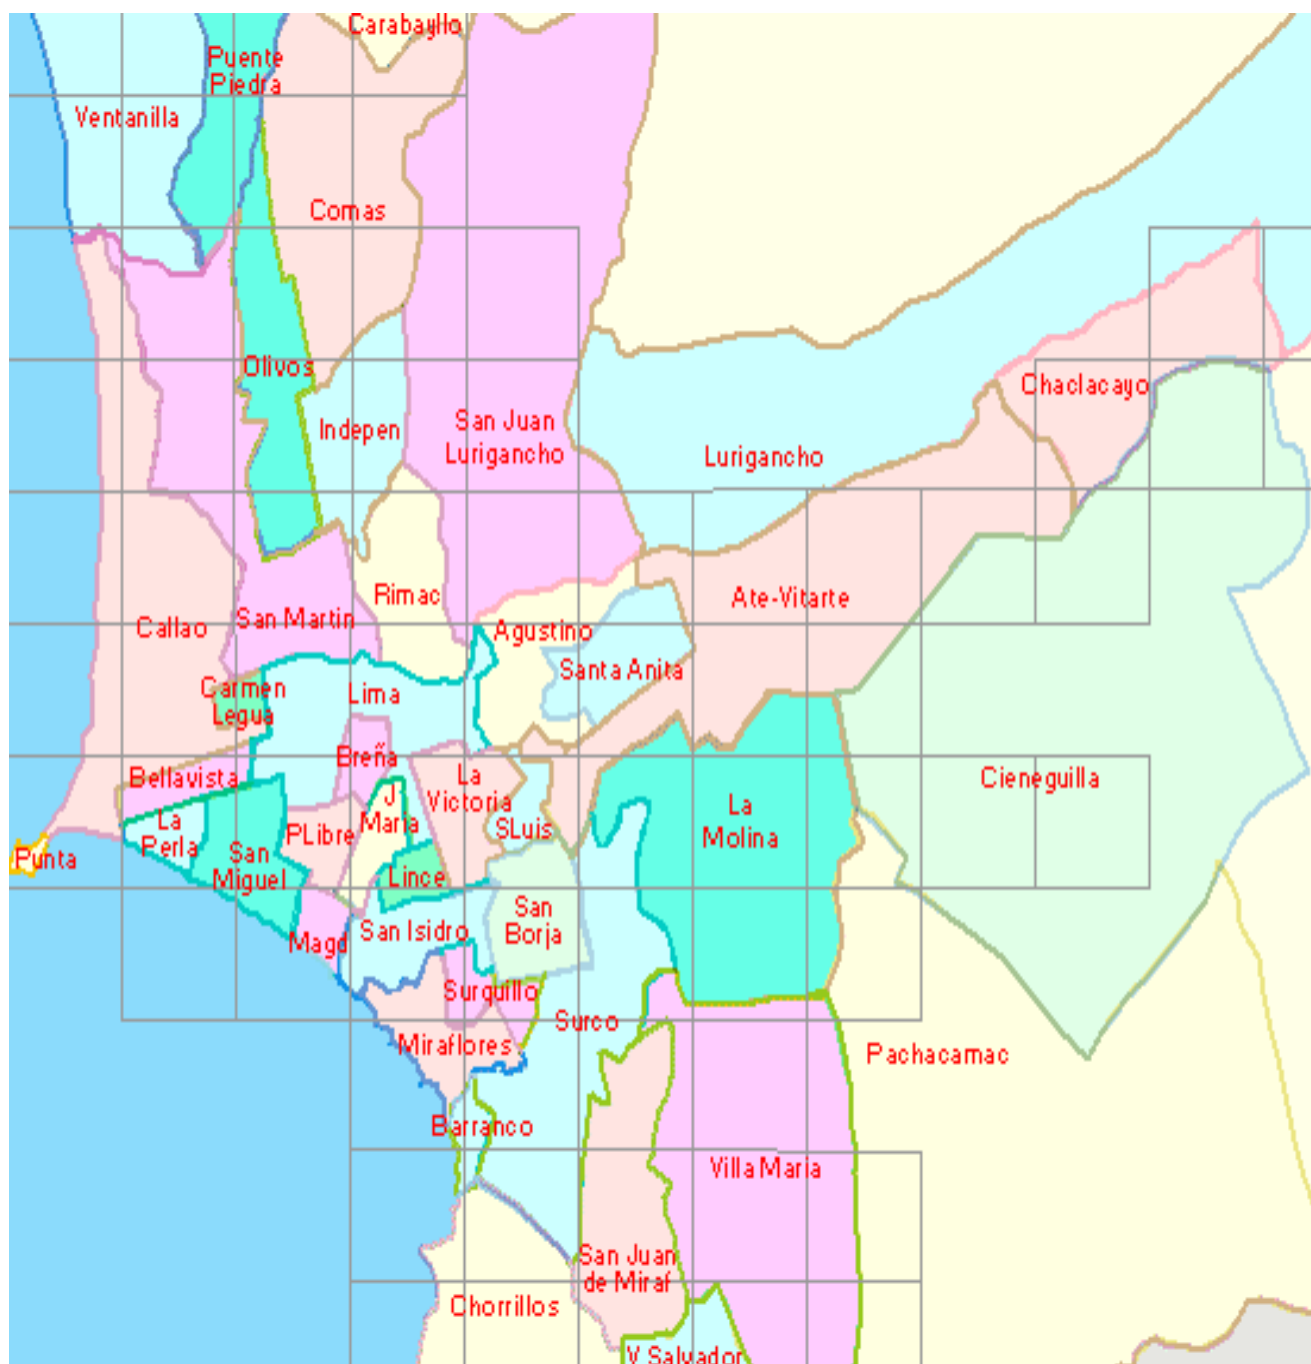 Carabayllo
Puente
Piedra
Ventanilla
Comas
Olivos
Chaclacayo
Indepen
San Juan
Lurigancho
Lurigancho
Rimac
Ate-Vitarte
San Martin
Callao
Agustino
Santa Anita
Carmen
Legua
Lima
Breña
Bellavista
La
Victoria
Cieneguilla
J
Maria
La
Perla
PLibre
SLuis
La
Molina
Punta
San
Miguel
Lince
San
Borja
Magd
San Isidro
Surquillo
Surco
Miraflores
Pachacamac
Barranco
Villa Maria
San Juan
de Miraf
Chorrillos
V Salvador